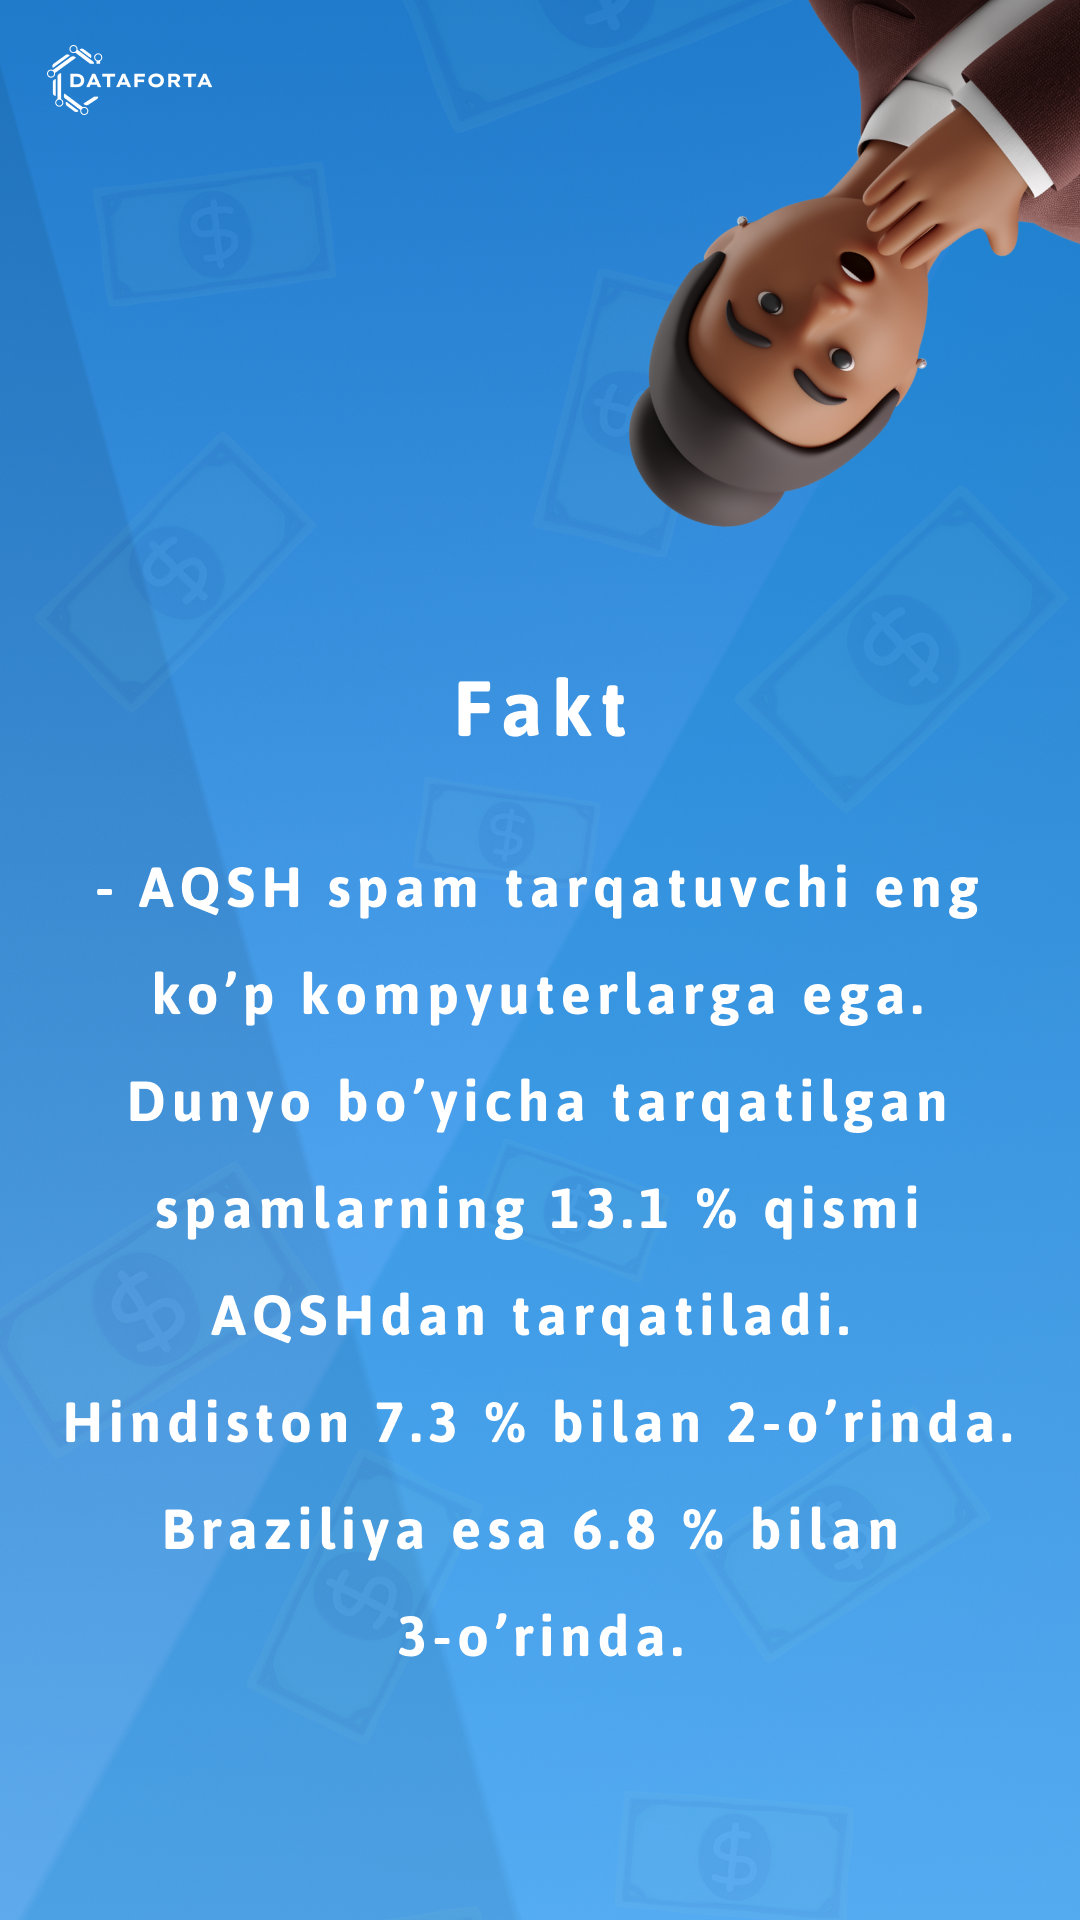 DATAFORTA
Fakt
- AQSH spam tarqatuvchi eng
ko’p kompyuterlarga ega.
Dunyo bo’yicha tarqatilgan
spamlarning 13.1 % qismi
AQSHdan tarqatiladi.
Hindiston 7.3 % bilan 2-o’rinda.
Braziliya esa 6.8 % bilan
3-o’rinda.